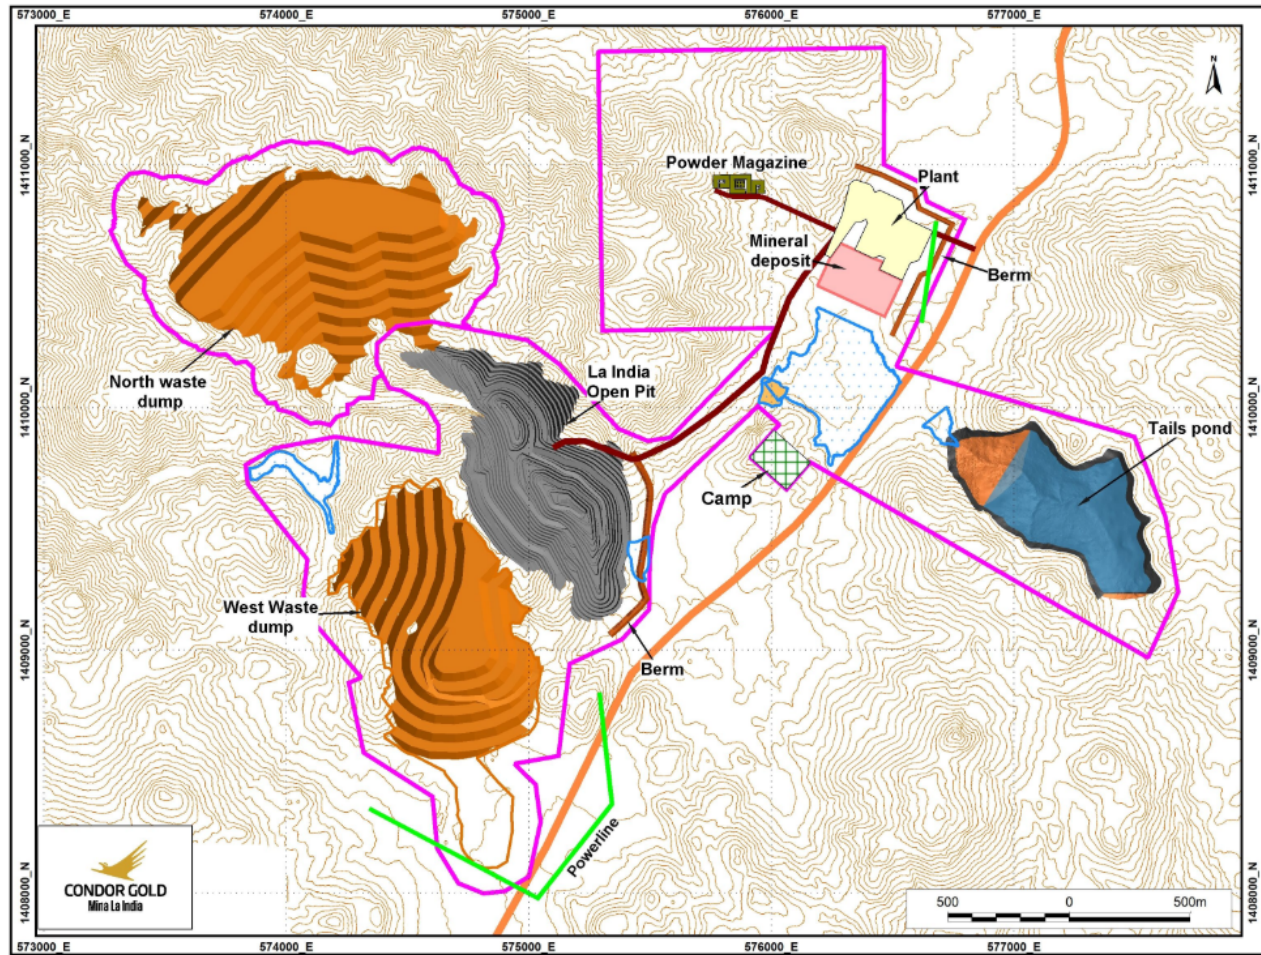 573000_E
574000_E
575000_E
576000_E
577000_E
N
1411000_N
1411000_N
Powder Magazine
Plant
Mineral
deposit
Berm
La India
Open Pit
North waste
dump
1410000_N
1410000_N
Tails pond
Camp
West Waste
dump
1409000_N
1409000_N
Berm
Powerline
CONDOR GOLD
Mina La India
1408000_N
1408000_N
500
0
500m
573000_E
574000_E
575000_E
576000_E
577000_E